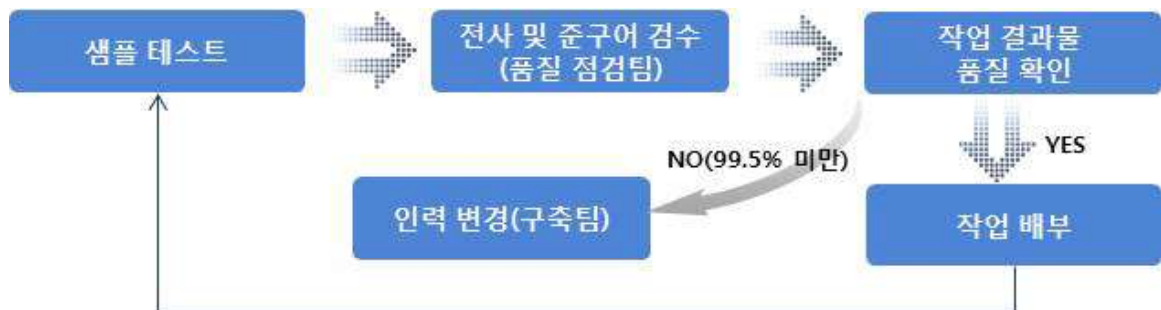 샘플 테스트
전사 및 준구어 검수
(품질 점검팀)
작업 결과물
품질 확인
NO(99.5% 미만)
YES
인력 변경(구축팀)
작업 배부